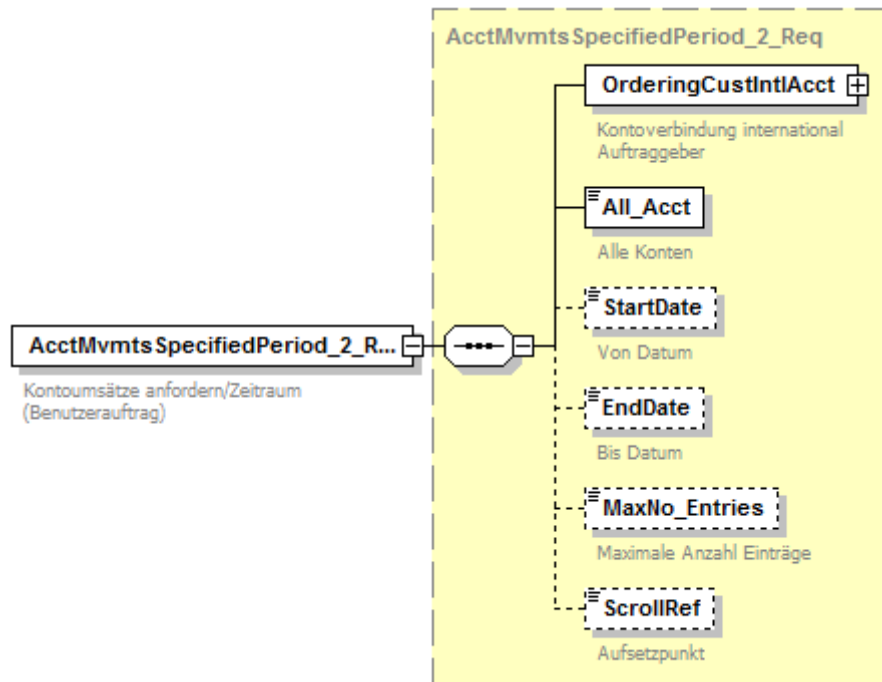 AcctMvmtsSpecifiedPeriod_2_Req
OrderingCustIntlAcct
Kontoverbindung international
Auftraggeber
All_Acct
Alle Konten
StartDate
Von Datum
AcctMvmtsSpecifiedPeriod_2_R...
Kontoumsätze anfordern/Zeitraum
(Benutzerauftrag)
EndDate
Bis Datum
MaxNo_Entries
Maximale Anzahl Einträge
ScrollRef
Aufsetzpunkt